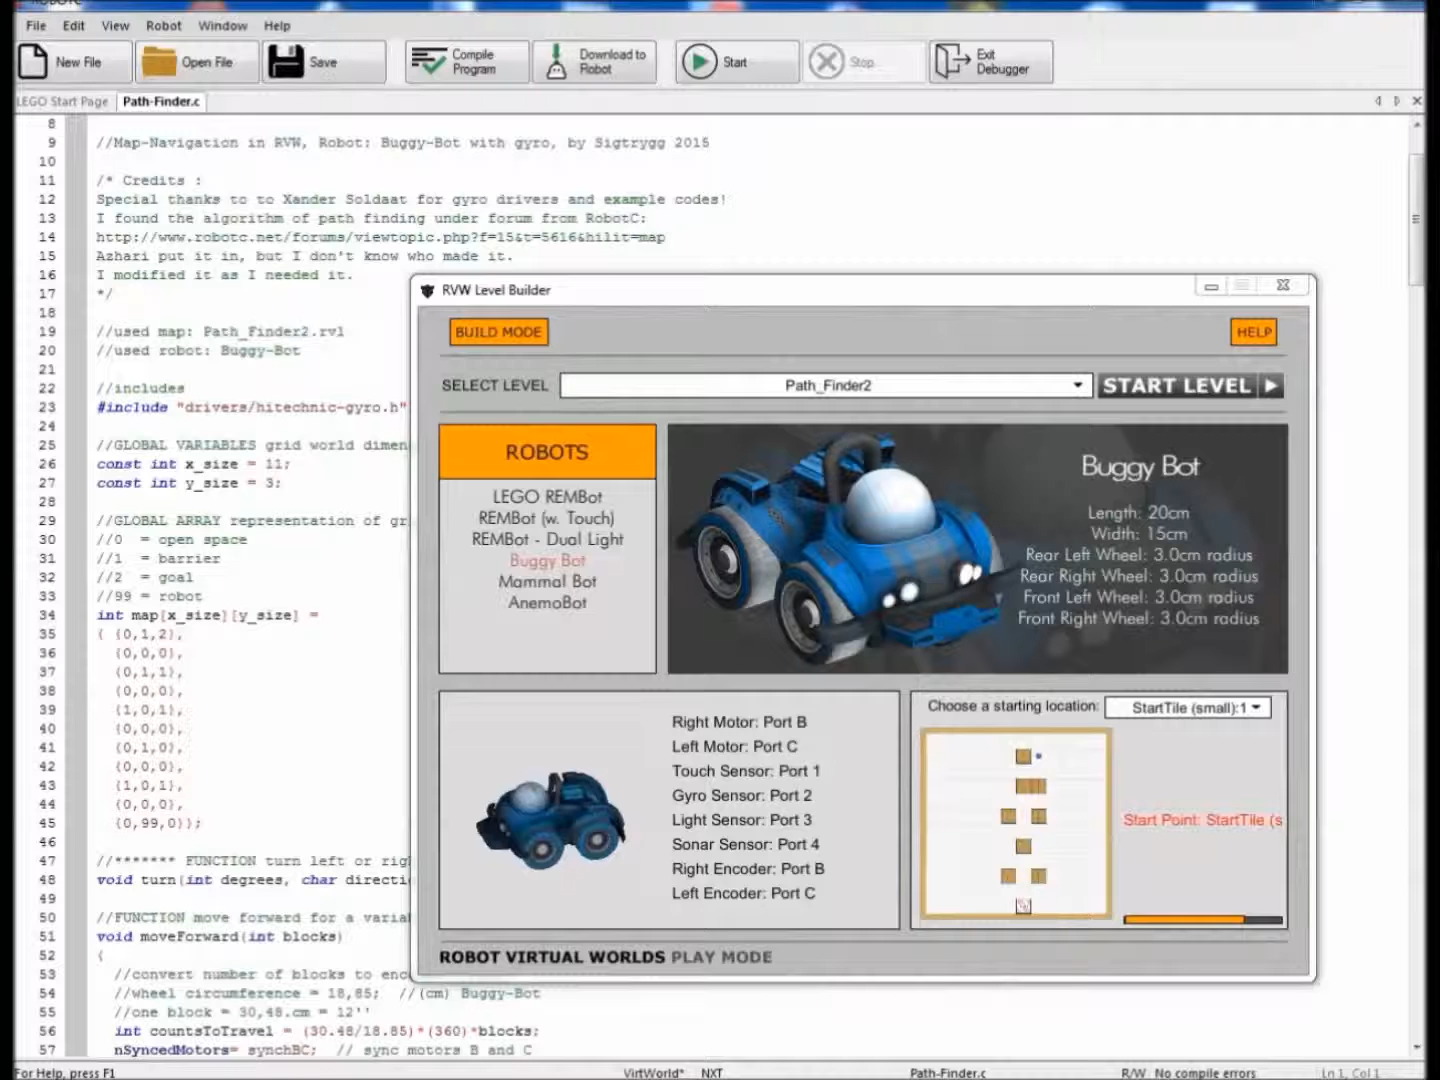 File Edit View Robot Window Help
New File Open File Save Compile Program Download to Robot Start Stop Exit Debugger
LEGO Start Page Path-Finder.c
8
9 //Map-Navigation in RVW, Robot: Buggy-Bot with gyro, by Sigtrygg 2015
10
11 /* Credits :
12 Special thanks to to Xander Soldaat for gyro drivers and example codes!
13 I found the algorithm of path finding under forum from RobotC:
14 http://www.robotc.net/forums/viewtopic.php?f=15&t=5616&hilit=map
15 Azhari put it in, but I don't know who made it.
16 I modified it as I needed it.
17 */
18
19 //used map: Path_Finder2.rvl
20 //used robot: Buggy-Bot
21
22 //includes
23 #include "drivers/hitechnic-gyro.h"
24
25 //GLOBAL VARIABLES grid world dimen
26 const int x_size = 11;
27 const int y_size = 3;
28
29 //GLOBAL ARRAY representation of gr
30 //0 = open space
31 //1 = barrier
32 //2 = goal
33 //99 = robot
34 int map[x_size][y_size] =
35 { {0,1,2},
36 {0,0,0},
37 {0,1,1},
38 {0,0,0},
39 {1,0,1},
40 {0,0,0},
41 {0,1,0},
42 {0,0,0},
43 {1,0,1},
44 {0,0,0},
45 {0,99,0}};
46
47 //******* FUNCTION turn left or rig
48 void turn(int degrees, char directi
49
50 //FUNCTION move forward for a varia
51 void moveForward(int blocks)
52 {
53 //convert number of blocks to enc
54 //wheel circumference = 18,85; //(cm) Buggy-Bot
55 //one block = 30,48.cm = 12''
56 int countsToTravel = (30.48/18.85)*(360)*blocks;
57 nSyncedMotors= synchBC; // sync motors B and C
RVW Level Builder
BUILD MODE HELP
SELECT LEVEL Path_Finder2 START LEVEL
ROBOTS
LEGO REMBot
REMBot (w. Touch)
REMBot - Dual Light
Buggy Bot
Mammal Bot
AnemoBot
Buggy Bot
Length: 20cm
Width: 15cm
Rear Left Wheel: 3.0cm radius
Rear Right Wheel: 3.0cm radius
Front Left Wheel: 3.0cm radius
Front Right Wheel: 3.0cm radius
Right Motor: Port B
Left Motor: Port C
Touch Sensor: Port 1
Gyro Sensor: Port 2
Light Sensor: Port 3
Sonar Sensor: Port 4
Right Encoder: Port B
Left Encoder: Port C
Choose a starting location: StartTile (small):1
Start Point: StartTile (s
ROBOT VIRTUAL WORLDS PLAY MODE
For Help, press F1 VirtWorld* NXT Path-Finder.c R/W No compile errors Ln 1, Col 1